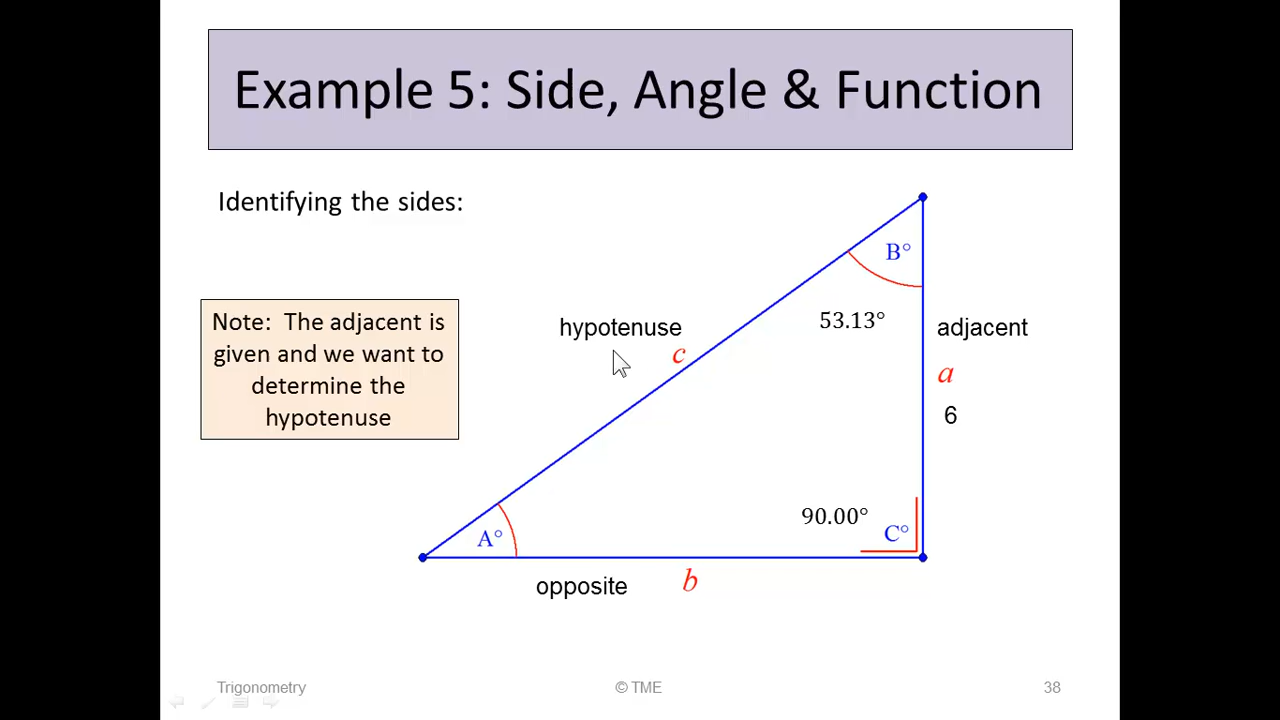 Example 5: Side, Angle & Function
Identifying the sides:
B°
Note: The adjacent is
given and we want to
determine the
hypotenuse
hypotenuse
c
53.13°
adjacent
a
6
90.00°
C°
A°
opposite
b
Trigonometry
© TME
38